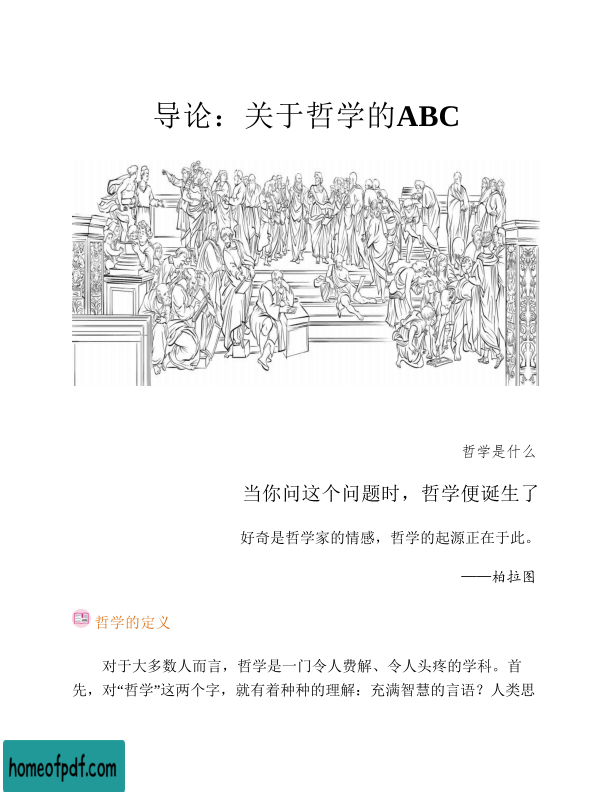 导论：关于哲学的ABC
哲学是什么
当你问这个问题时，哲学便诞生了
好奇是哲学家的情感，哲学的起源正在于此。
——柏拉图
哲学的定义
对于大多数人而言，哲学是一门令人费解、令人头疼的学科。首
先，对“哲学”这两个字，就有着种种的理解：充满智慧的言语？人类思
homeofpdf.com